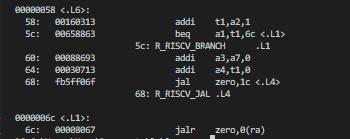 00000058 <.L6>:
58: 00160313 addi t1,a2,1
5c: 00658863 beq a1,t1,6c <.L1>
5c: R_RISCV_BRANCH .L1
60: 00088693 addi a3,a7,0
64: 00030713 addi a4,t1,0
68: fb5ff06f jal zero,1c <.L4>
68: R_RISCV_JAL .L4
0000006c <.L1>:
6c: 00008067 jalr zero,0(ra)